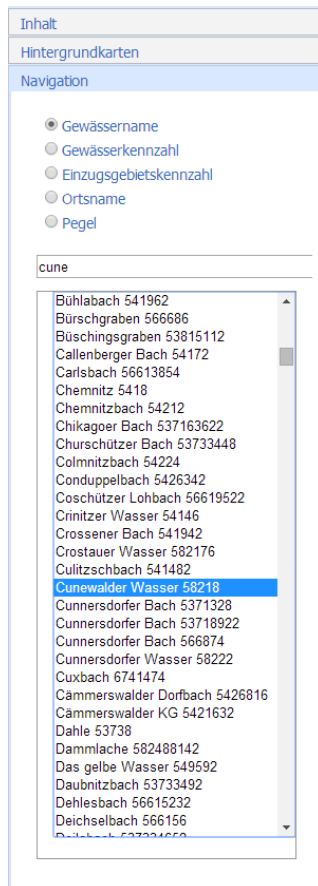 Inhalt
Hintergrundkarten
Navigation
Gewässername
Gewässerkennzahl
Einzugsgebietskennzahl
Ortsname
Pegel
cune
Bühlabach 541962
Bürschgraben 566686
Büschingsgraben 53815112
Callenberger Bach 54172
Carlsbach 56613854
Chemnitz 5418
Chemnitzbach 54212
Chikagoer Bach 537163622
Churschützer Bach 53733448
Colmnitzbach 54224
Conduppelbach 5426342
Coschützer Lohbach 56619522
Crinitzer Wasser 54146
Crossener Bach 541942
Crostauer Wasser 582176
Culitzschbach 541482
Cunewalder Wasser 58218
Cunnersdorfer Bach 5371328
Cunnersdorfer Bach 53718922
Cunnersdorfer Bach 566874
Cunnersdorfer Wasser 58222
Cuxbach 6741474
Cämmerswalder Dorfbach 5426816
Cämmerswalder KG 5421632
Dahle 53738
Dammlache 582488142
Das gelbe Wasser 549592
Daubnitzbach 53733492
Dehlesbach 56615232
Deichselbach 566156